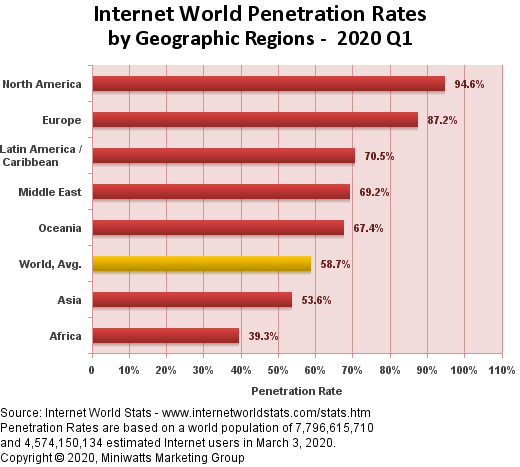 Internet World Penetration Rates
by Geographic Regions - 2020 Q1
North America 94.6%
Europe 87.2%
Latin America /
Caribbean 70.5%
Middle East 69.2%
Oceania 67.4%
World, Avg. 58.7%
Asia 53.6%
Africa 39.3%
0 10% 20% 30% 40% 50% 60% 70% 80% 90% 100% 110%
Penetration Rate
Source: Internet World Stats - www.internetworldstats.com/stats.htm
Penetration Rates are based on a world population of 7,796,615,710
and 4,574,150,134 estimated Internet users in March 3, 2020.
Copyright © 2020, Miniwatts Marketing Group